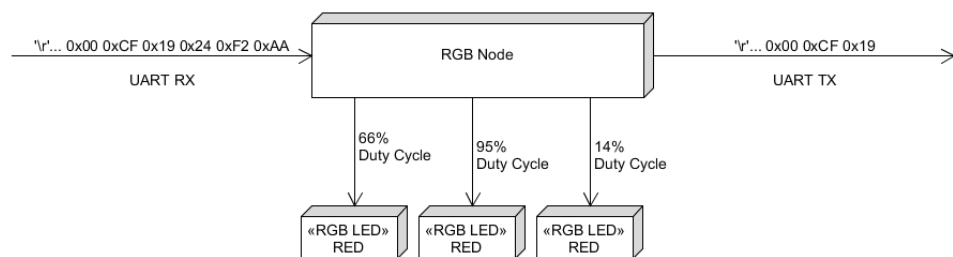 '\r'... 0x00 0xCF 0x19 0x24 0xF2 0xAA
UART RX
RGB Node
'\r'... 0x00 0xCF 0x19
UART TX
66%
Duty Cycle
95%
Duty Cycle
14%
Duty Cycle
«RGB LED»
RED
«RGB LED»
RED
«RGB LED»
RED